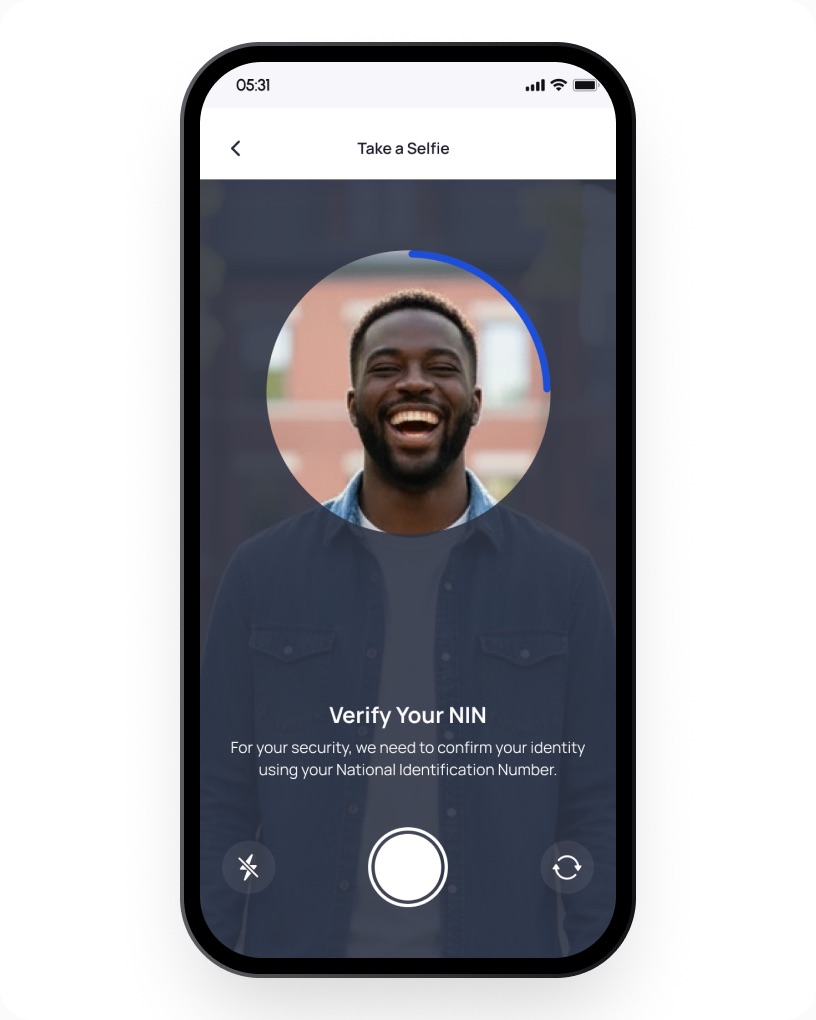 05:31
Take a Selfie
Verify Your NIN
For your security, we need to confirm your identity
using your National Identification Number.